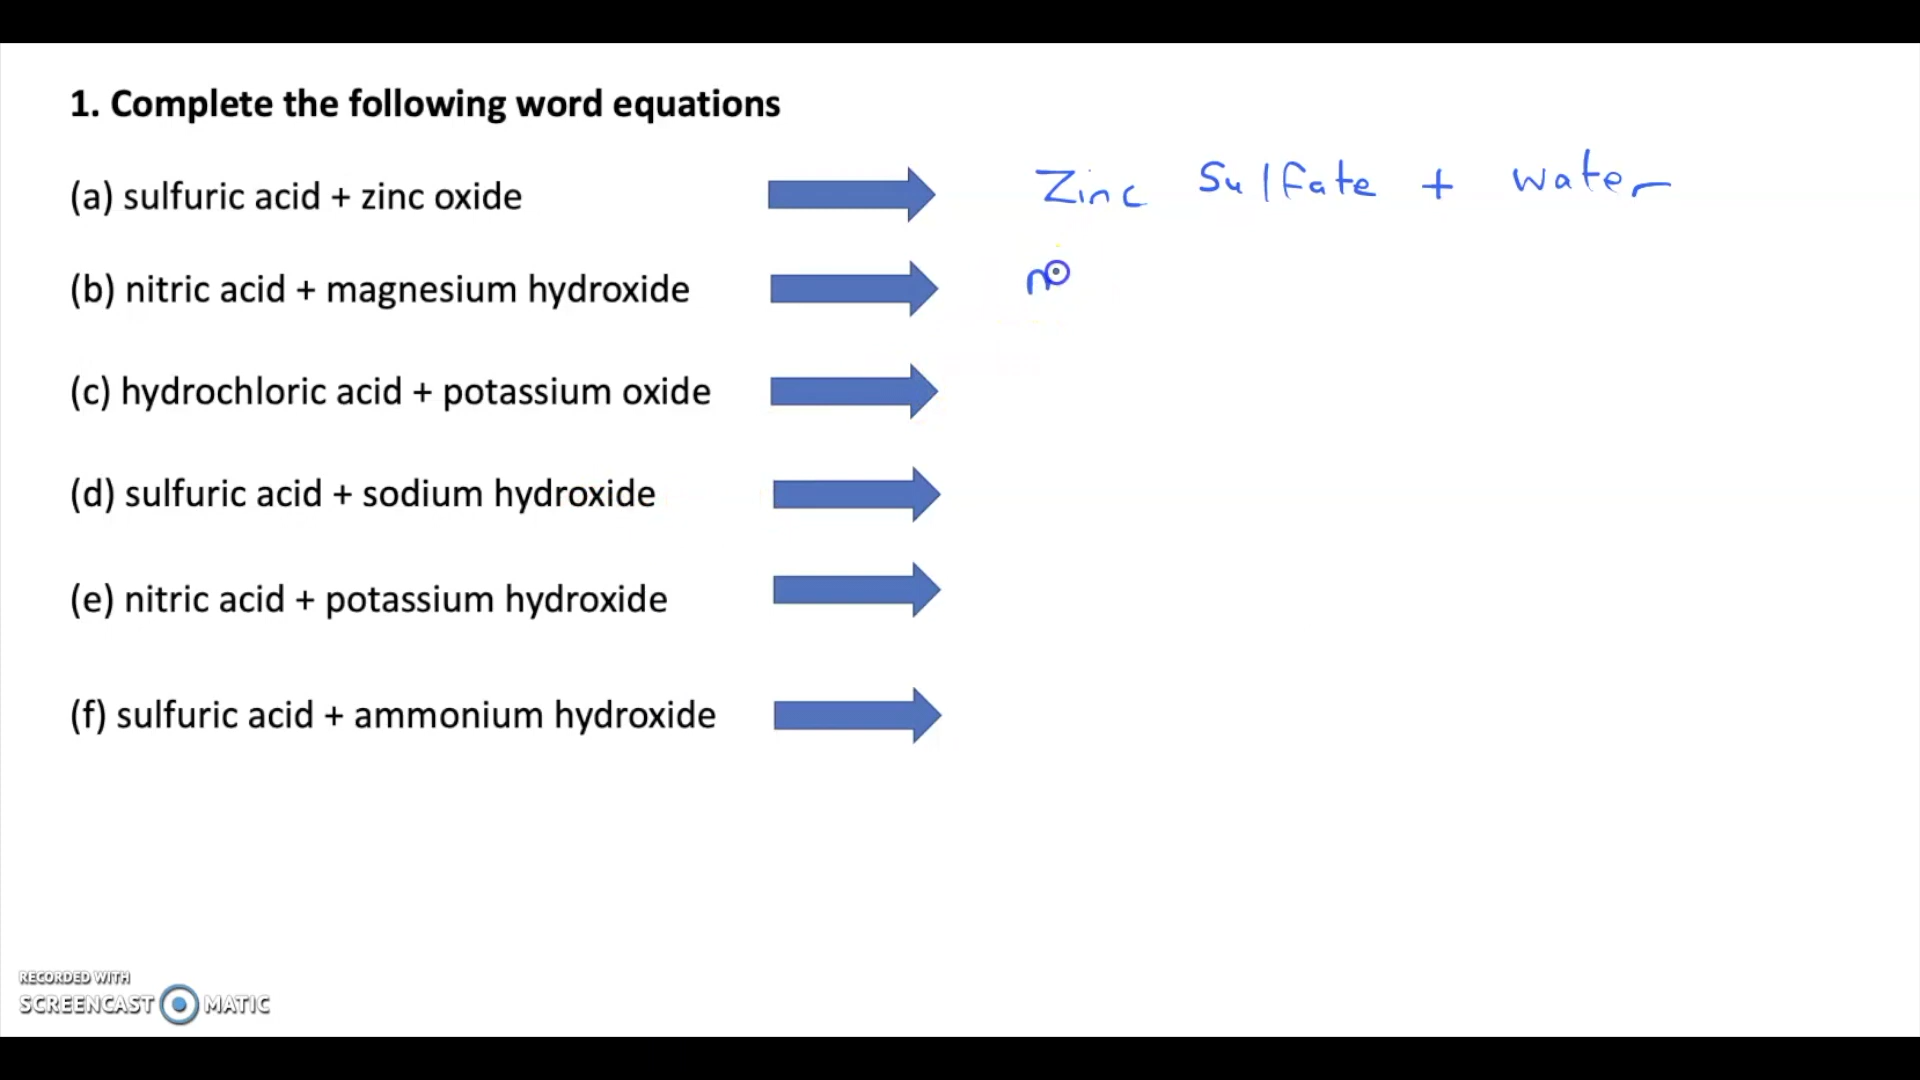 1. Complete the following word equations
(a) sulfuric acid + zinc oxide Zinc Sulfate + water
(b) nitric acid + magnesium hydroxide
(c) hydrochloric acid + potassium oxide
(d) sulfuric acid + sodium hydroxide
(e) nitric acid + potassium hydroxide
(f) sulfuric acid + ammonium hydroxide
RECORDED WITH
SCREENCAST MATIC